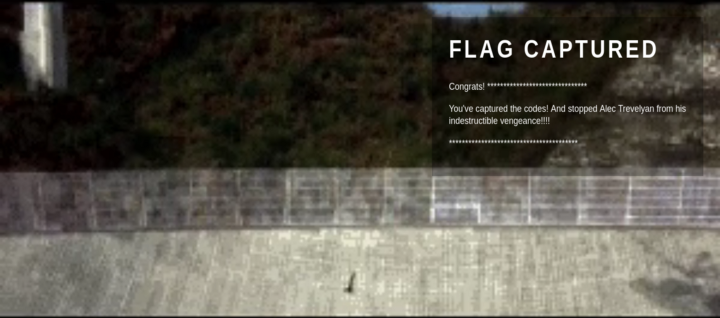 FLAG CAPTURED
Congrats! *******************************
You've captured the codes! And stopped Alec Trevelyan from his
indestructible vengeance!!!!
****************************************